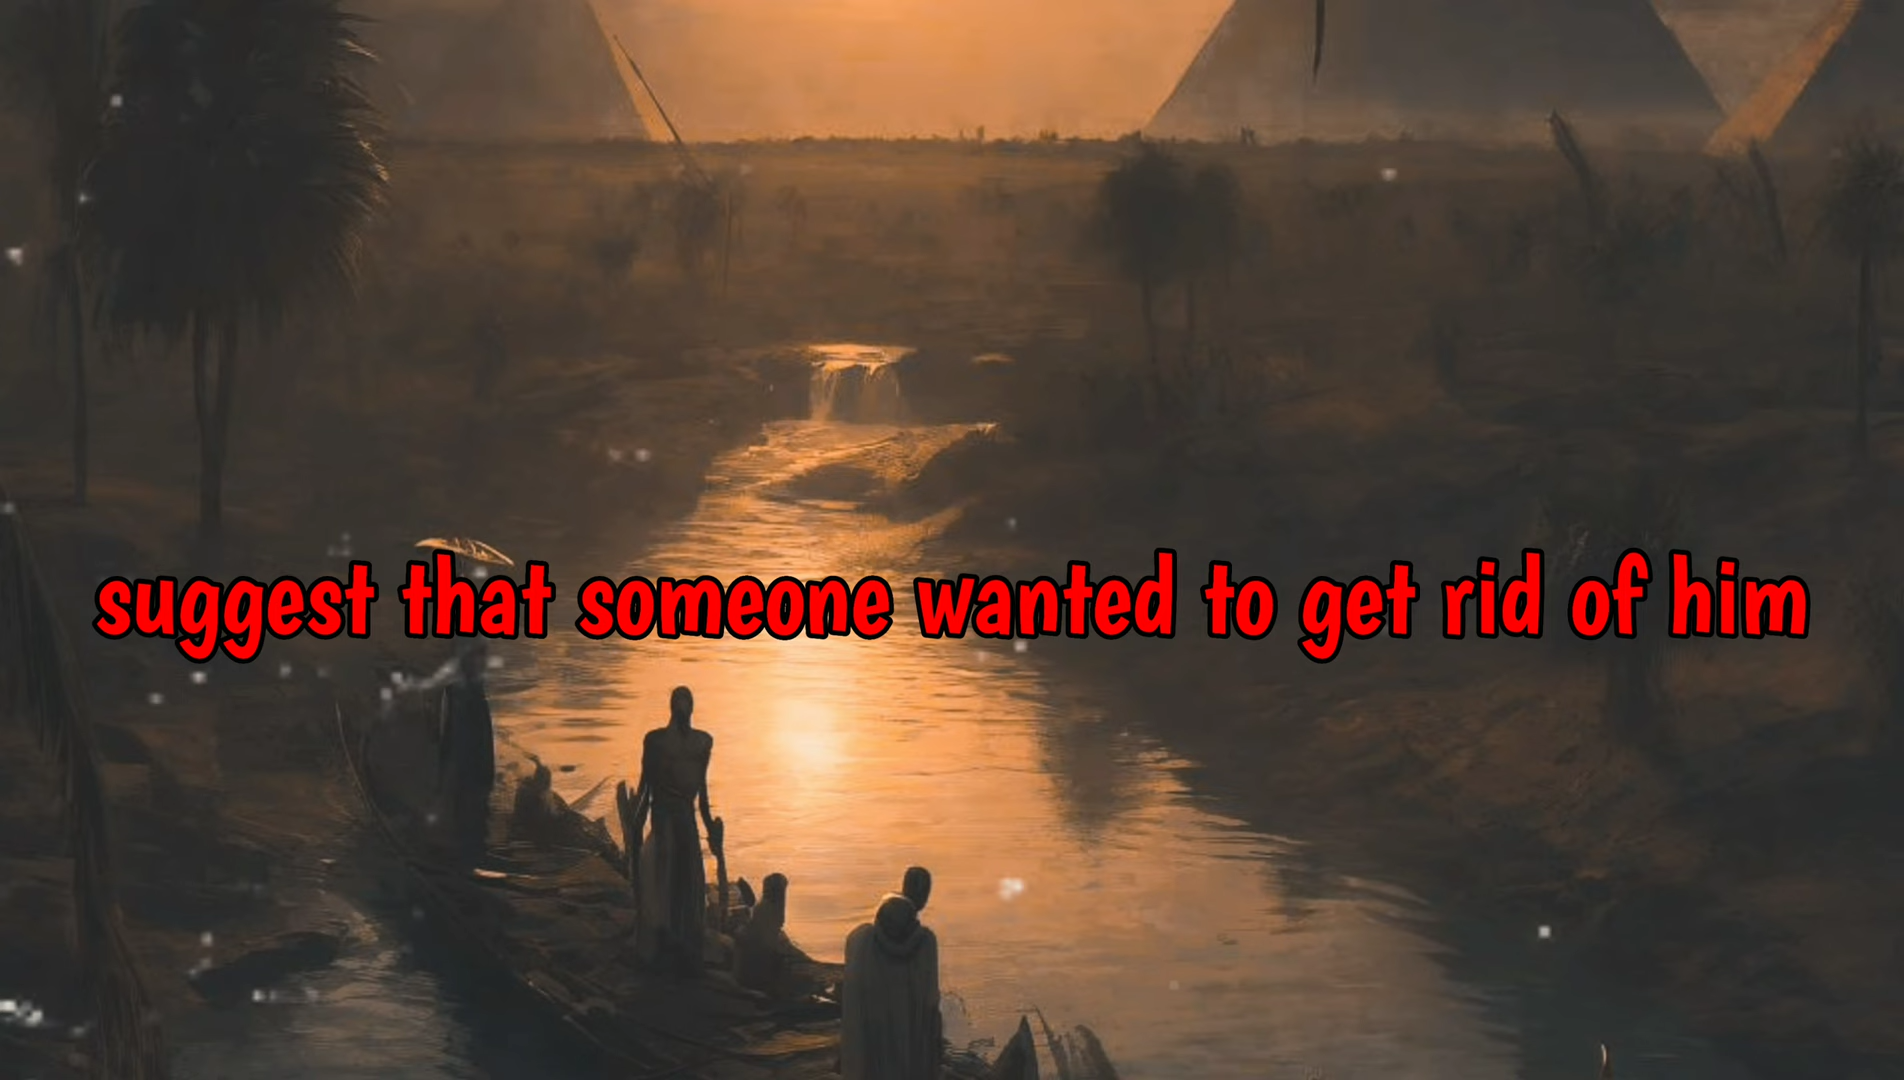 suggest that someone wanted to get rid of him